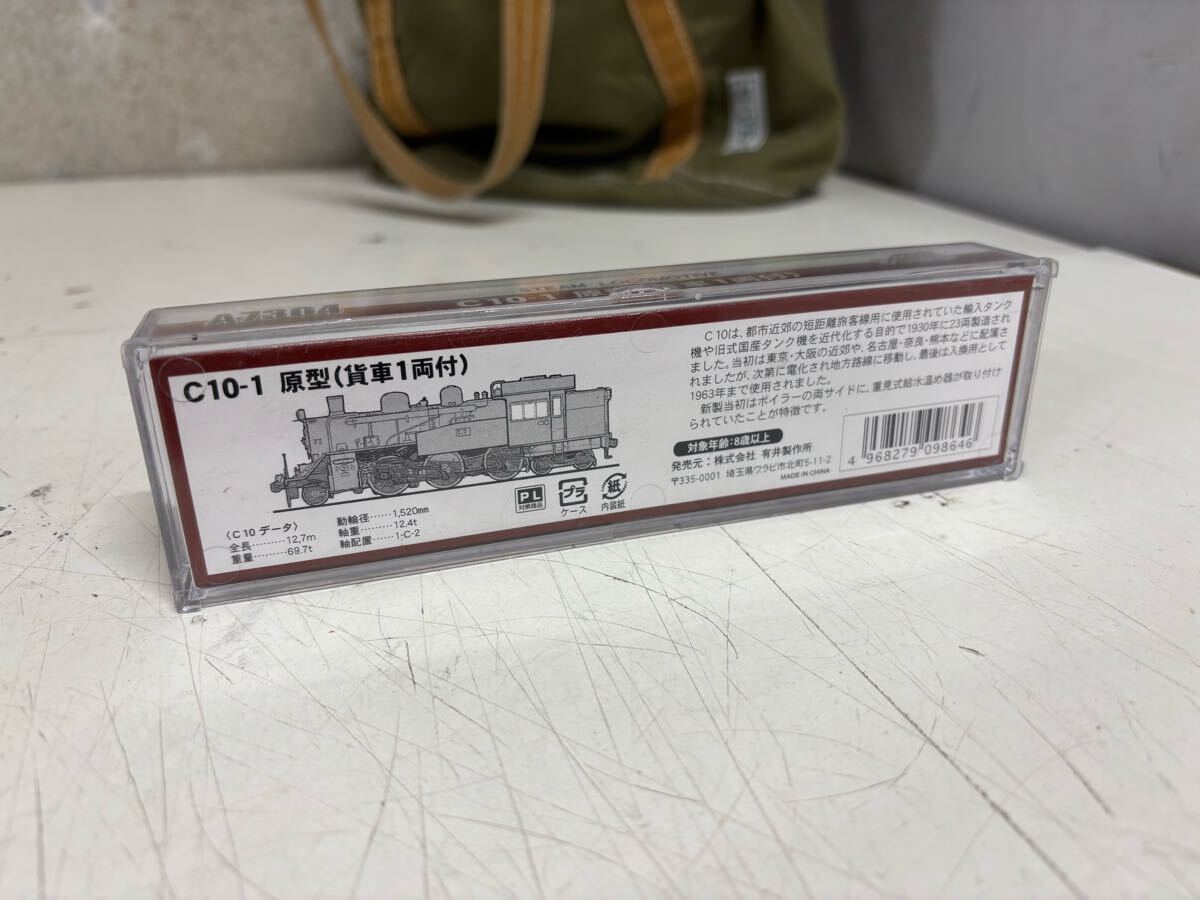 A7304
STEAM LOCOMOTIVE
C10-1
C10-1 原型(貨車1両付)
〈C10データ〉
全長………12.7m
重量………69.7t
動輪径……1,520mm
軸重………12.4t
軸配置……1-C-2
PL
対策商品
プラ
ケース
紙
内装紙
C10は、都市近郊の短距離旅客線用に使用されていた輸入タンク
機や旧式国産タンク機を近代化する目的で1930年に23両製造され
ました。当初は東京・大阪の近郊や、名古屋・奈良・熊本などに配属さ
れましたが、次第に電化され地方路線に移動し、最後は入換用として
1963年まで使用されました。
新製当初はボイラーの両サイドに、重見式給水温め器が取り付け
られていたことが特徴です。
対象年齢:8歳以上
発売元:株式会社 有井製作所
〒335-0001 埼玉県ワラビ市北町5-11-2
MADE IN CHINA
4 968279 098646